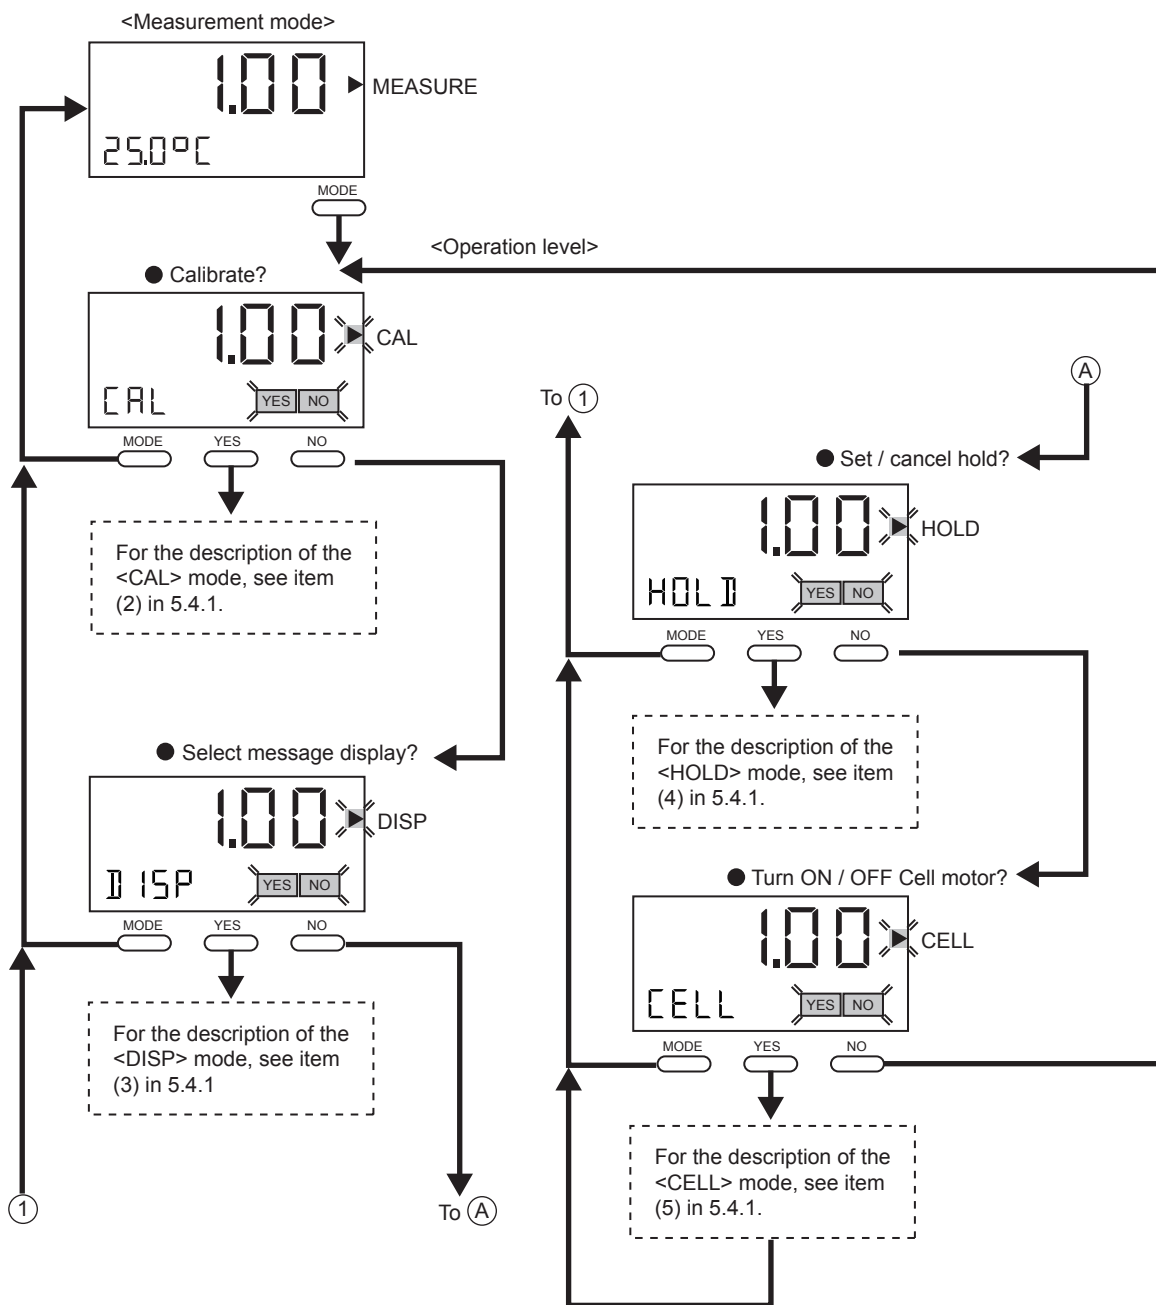 <Measurement mode>
1.00
MEASURE
25.0°C
MODE
<Operation level>
● Calibrate?
1.00
CAL
CAL
YES NO
MODE YES NO
For the description of the
<CAL> mode, see item
(2) in 5.4.1.
● Select message display?
1.00
DISP
DISP
YES NO
MODE YES NO
For the description of the
<DISP> mode, see item
(3) in 5.4.1
1
To A
To 1
A
● Set / cancel hold?
1.00
HOLD
HOLD
YES NO
MODE YES NO
For the description of the
<HOLD> mode, see item
(4) in 5.4.1.
● Turn ON / OFF Cell motor?
1.00
CELL
CELL
YES NO
MODE YES NO
For the description of the
<CELL> mode, see item
(5) in 5.4.1.